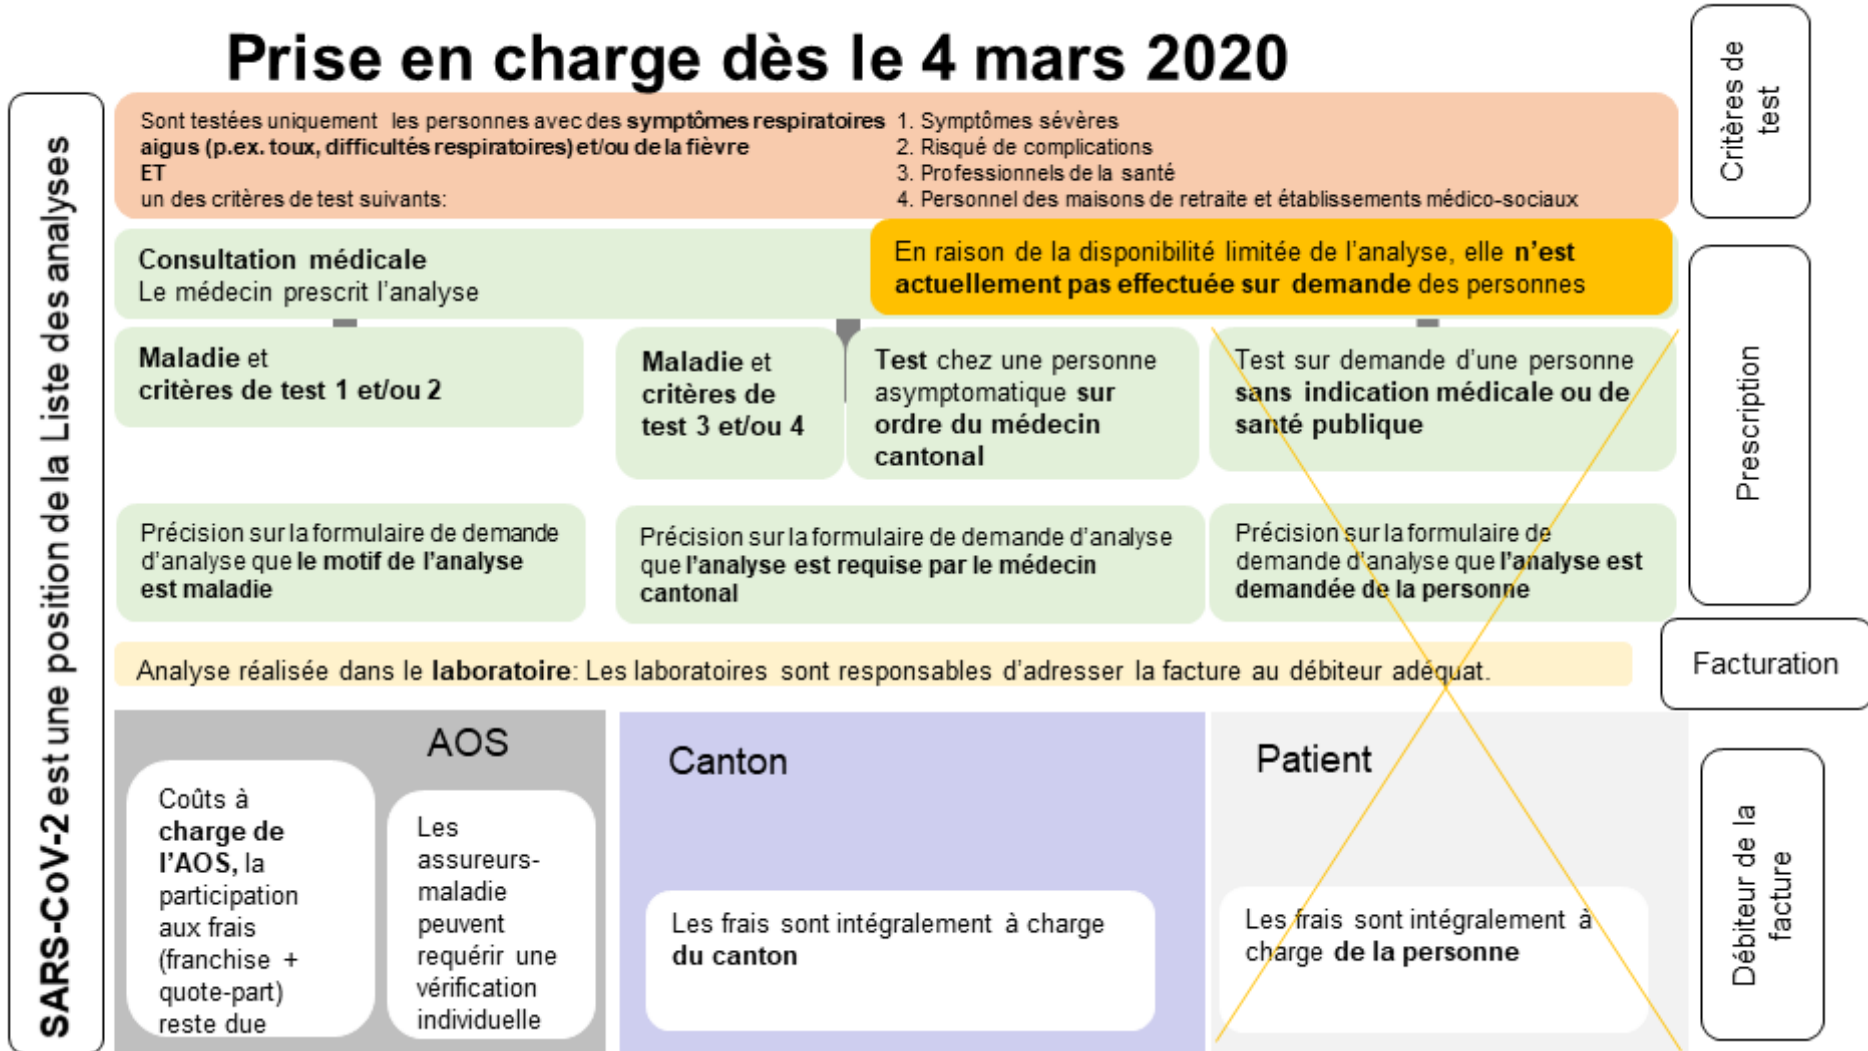 Prise en charge dès le 4 mars 2020
Critères de
test
SARS-CoV-2 est une position de la Liste des analyses
Sont testées uniquement les personnes avec des symptômes respiratoires
aigus (p.ex. toux, difficultés respiratoires) et/ou de la fièvre
ET
un des critères de test suivants:
1. Symptômes sévères
2. Risqué de complications
3. Professionnels de la santé
4. Personnel des maisons de retraite et établissements médico-sociaux
Consultation médicale
Le médecin prescrit l'analyse
En raison de la disponibilité limitée de l'analyse, elle n'est
actuellement pas effectuée sur demande des personnes
Prescription
Maladie et
critères de test 1 et/ou 2
Maladie et
critères de
test 3 et/ou 4
Test chez une personne
asymptomatique sur
ordre du médecin
cantonal
Test sur demande d'une personne
sans indication médicale ou de
santé publique
Précision sur la formulaire de demande
d'analyse que le motif de l'analyse
est maladie
Précision sur la formulaire de demande d'analyse
que l'analyse est requise par le médecin
cantonal
Précision sur la formulaire de
demande d'analyse que l'analyse est
demandée de la personne
Analyse réalisée dans le laboratoire: Les laboratoires sont responsables d'adresser la facture au débiteur adéquat.
Facturation
AOS
Coûts à
charge de
l'AOS, la
participation
aux frais
(franchise +
quote-part)
reste due
Les
assureurs-
maladie
peuvent
requérir une
vérification
individuelle
Canton
Les frais sont intégralement à charge
du canton
Patient
Les frais sont intégralement à
charge de la personne
Débiteur de la
facture